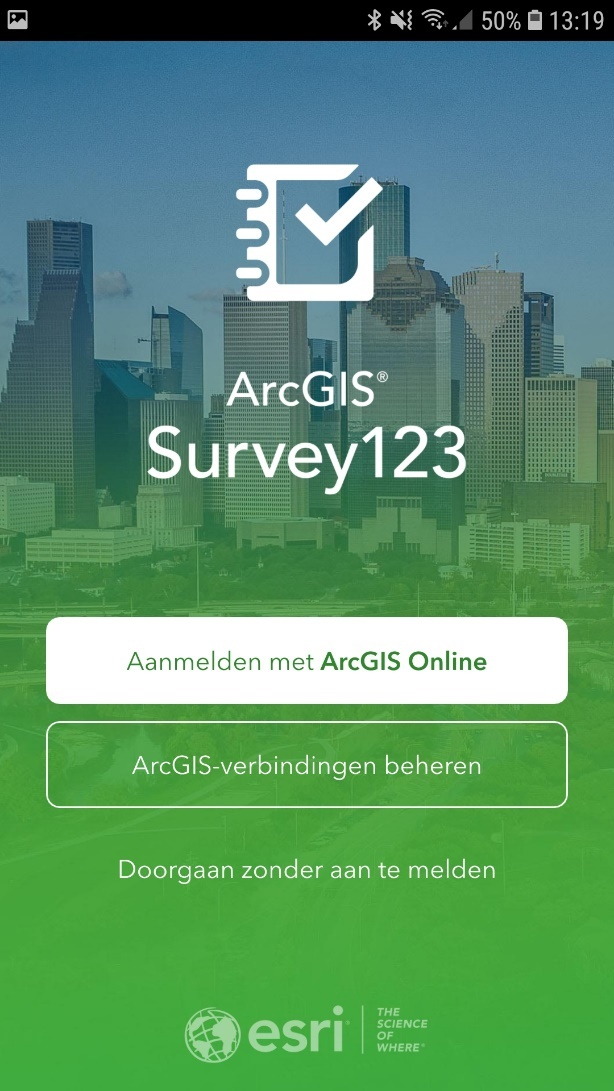 50% 13:19
ArcGIS®
Survey123
Aanmelden met ArcGIS Online
ArcGIS-verbindingen beheren
Doorgaan zonder aan te melden
esri
THE
SCIENCE
OF
WHERE®